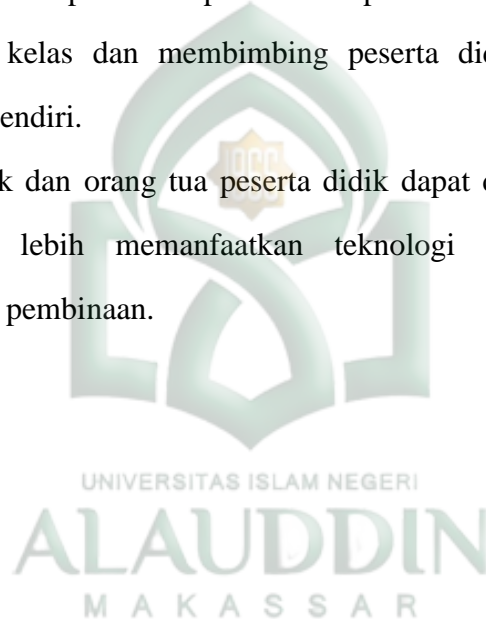 kelas dan membimbing peserta
endiri.
k dan orang tua peserta didik dapat
lebih memanfaatkan teknologi
pembinaan.
UNIVERSITAS ISLAM NEGERI
ALAUDDIN
MAKASSAR